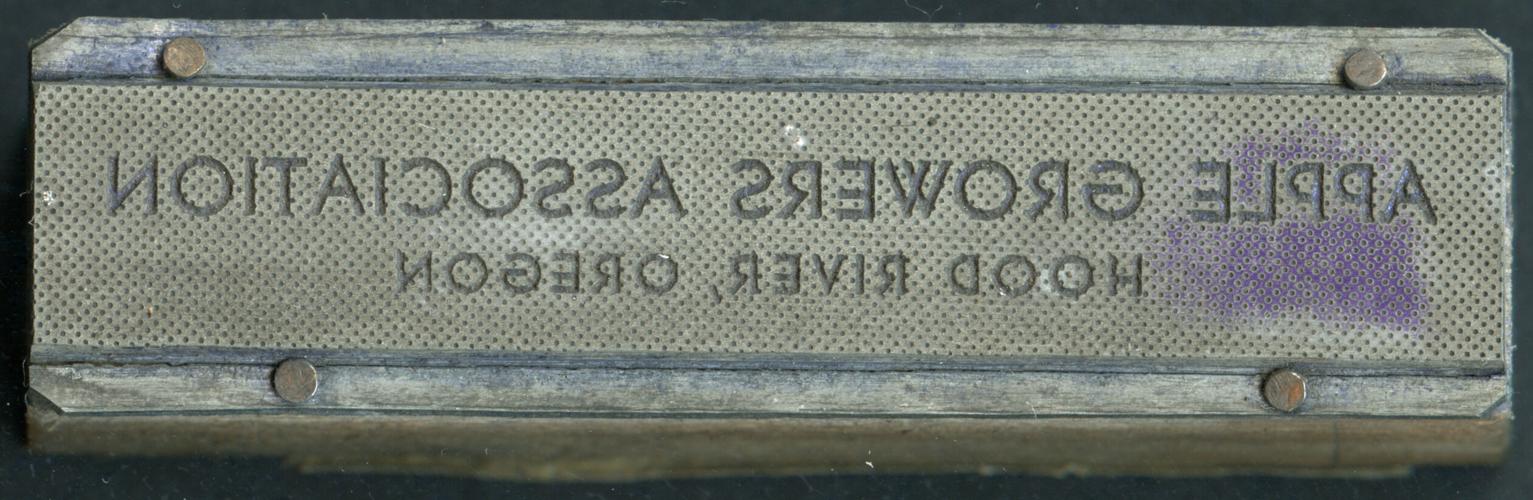 APPLE GROWERS ASSOCIATION
HOOD RIVER, OREGON